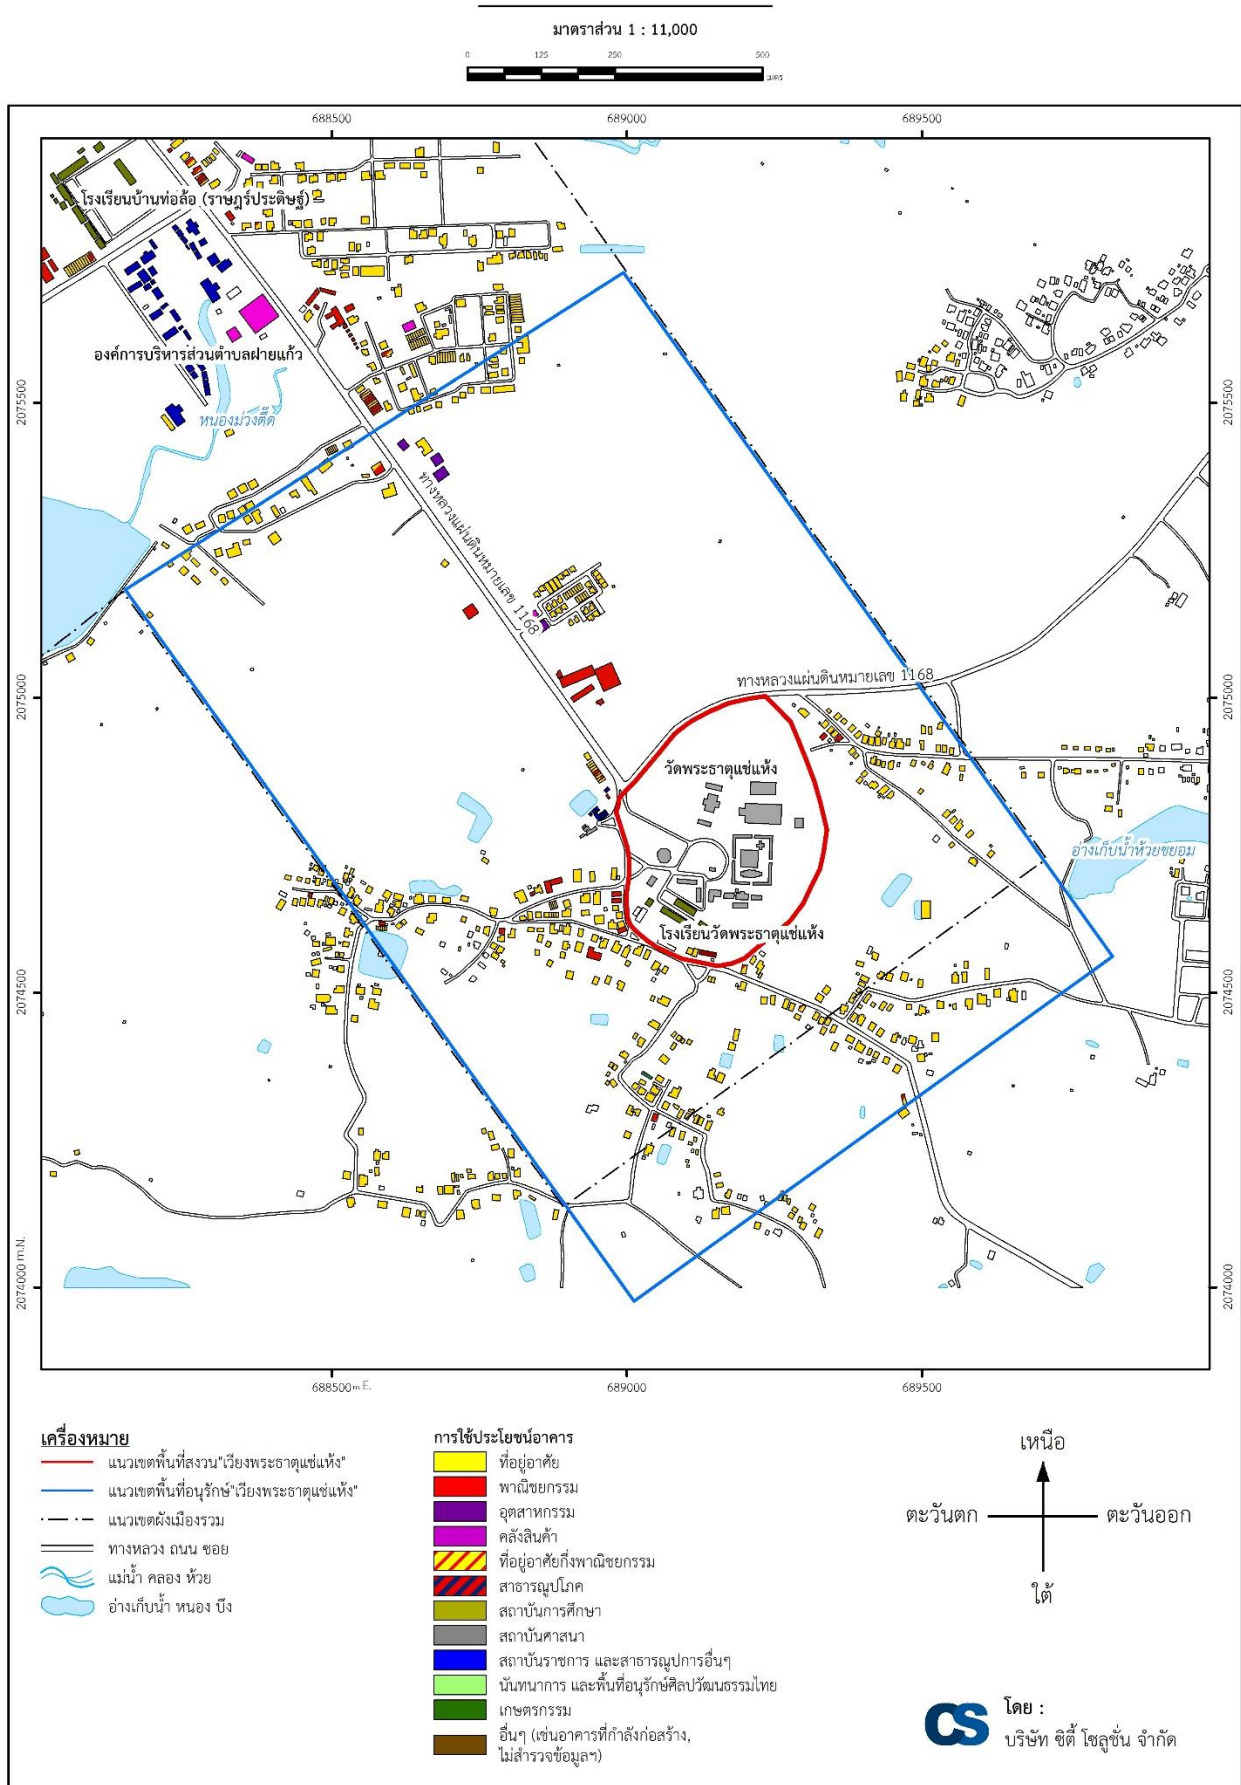 มาตราส่วน 1 : 11,000
0 125 250 500
เมตร
688500 689000 689500
โรงเรียนบ้านท่อล้อ (ราษฎร์ประดิษฐ์)
องค์การบริหารส่วนตำบลฝายแก้ว
2075500 2075500
หนองม่วงตึ๊ด
ทางหลวงแผ่นดินหมายเลข 1168
ทางหลวงแผ่นดินหมายเลข 1168
2075000 2075000
วัดพระธาตุแช่แห้ง
อ่างเก็บน้ำห้วยขยอม
โรงเรียนวัดพระธาตุแช่แห้ง
2074500 2074500
2074000 m.N. 2074000
688500 m.E. 689000 689500
เครื่องหมาย
แนวเขตพื้นที่สงวน"เวียงพระธาตุแช่แห้ง"
แนวเขตพื้นที่อนุรักษ์"เวียงพระธาตุแช่แห้ง"
แนวเขตผังเมืองรวม
ทางหลวง ถนน ซอย
แม่น้ำ คลอง ห้วย
อ่างเก็บน้ำ หนอง บึง
การใช้ประโยชน์อาคาร
ที่อยู่อาศัย
พาณิชยกรรม
อุตสาหกรรม
คลังสินค้า
ที่อยู่อาศัยกึ่งพาณิชยกรรม
สาธารณูปโภค
สถาบันการศึกษา
สถาบันศาสนา
สถาบันราชการ และสาธารณูปการอื่นๆ
นันทนาการ และพื้นที่อนุรักษ์ศิลปวัฒนธรรมไทย
เกษตรกรรม
อื่นๆ (เช่นอาคารที่กำลังก่อสร้าง,
ไม่สำรวจข้อมูลฯ)
เหนือ
ตะวันตก ตะวันออก
ใต้
CS
โดย :
บริษัท ซิตี้ โซลูชั่น จำกัด